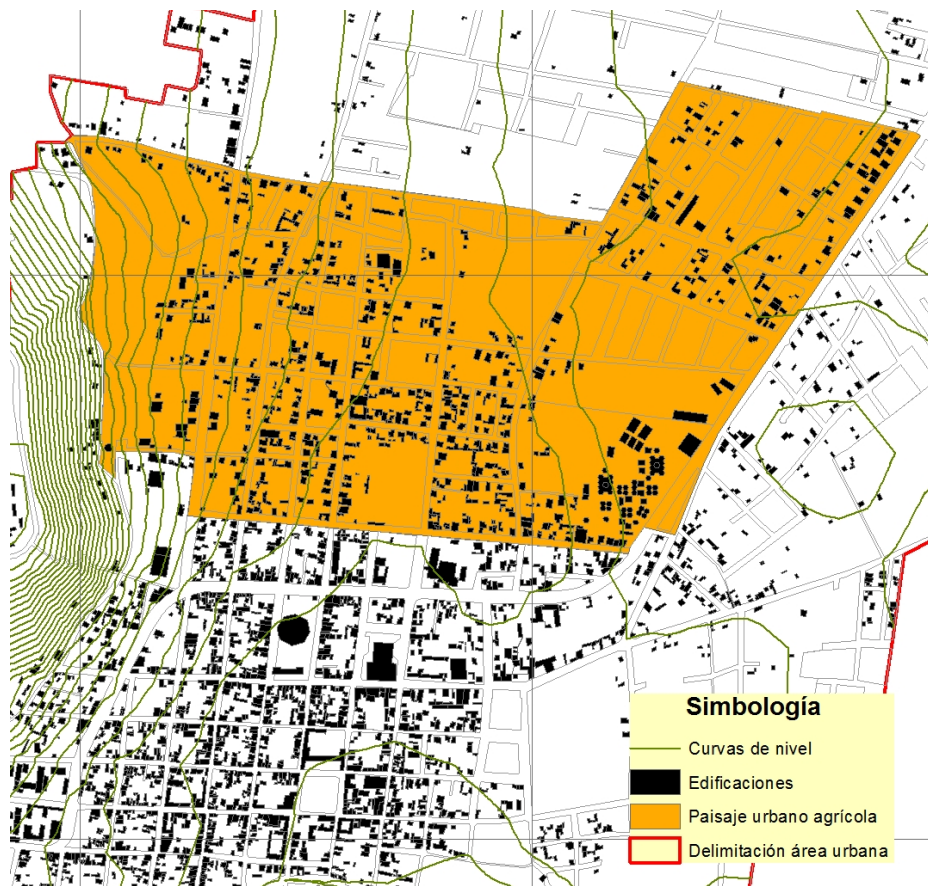 Simbología
Curvas de nivel
Edificaciones
Paisaje urbano agrícola
Delimitación área urbana